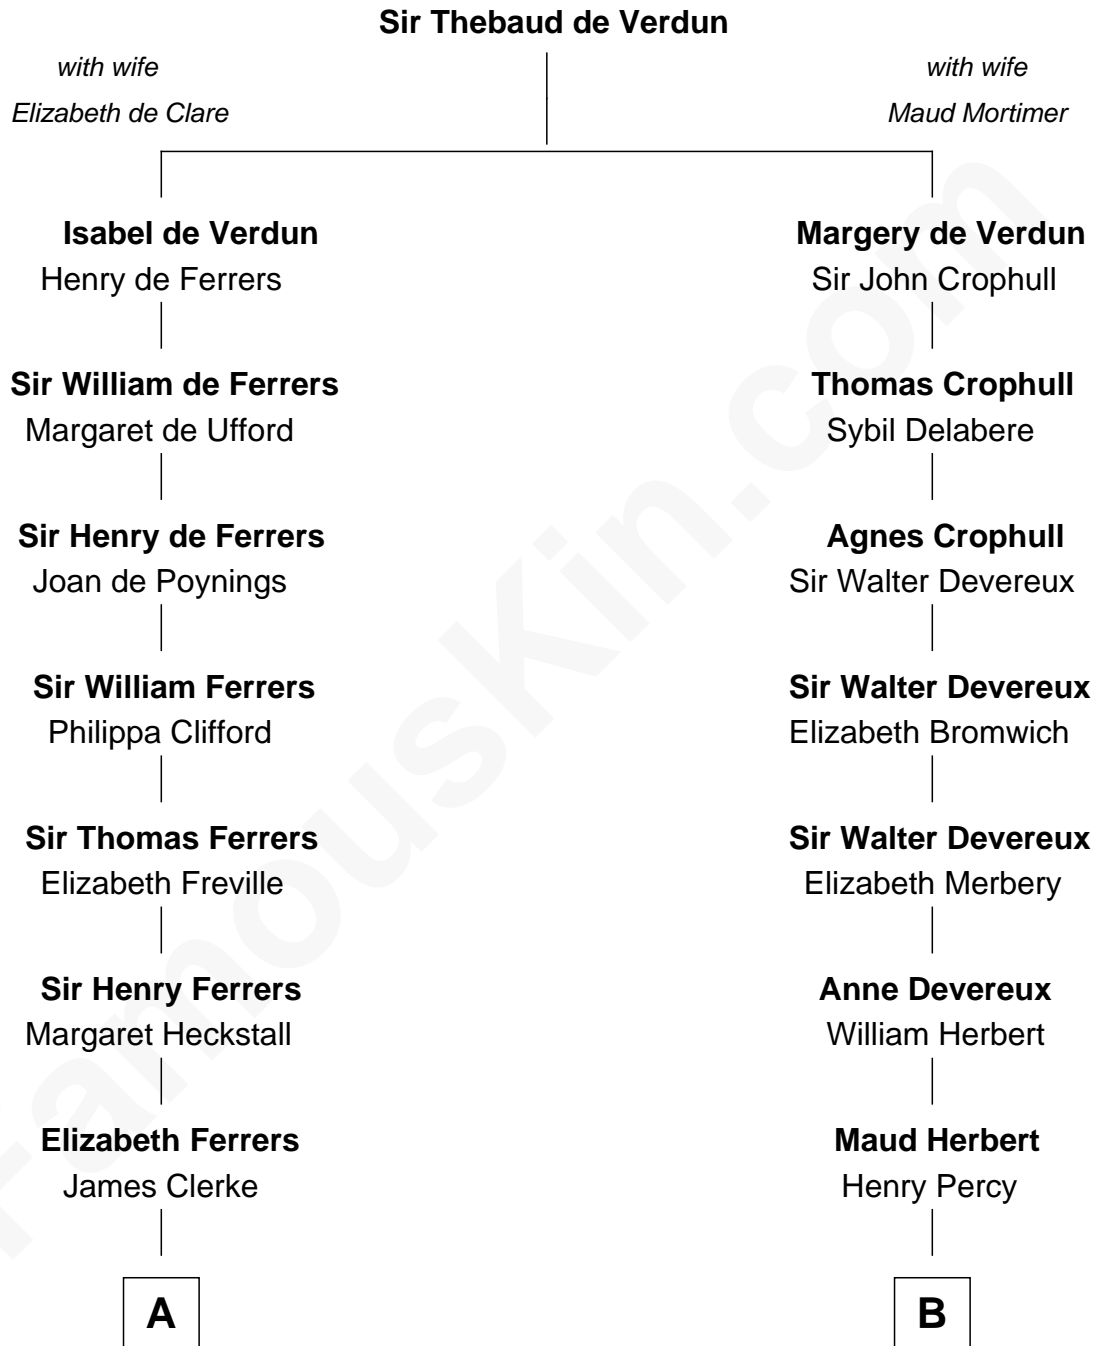 Sir Thebaud de Verdun
with wife
Elizabeth de Clare
with wife
Maud Mortimer
Isabel de Verdun
Henry de Ferrers
Margery de Verdun
Sir John Crophull
Sir William de Ferrers
Margaret de Ufford
Thomas Crophull
Sybil Delabere
Sir Henry de Ferrers
Joan de Poynings
Agnes Crophull
Sir Walter Devereux
Sir William Ferrers
Philippa Clifford
Sir Walter Devereux
Elizabeth Bromwich
Sir Thomas Ferrers
Elizabeth Freville
Sir Walter Devereux
Elizabeth Merbery
Sir Henry Ferrers
Margaret Heckstall
Anne Devereux
William Herbert
Elizabeth Ferrers
James Clerke
Maud Herbert
Henry Percy
A
B
FamousKin.com